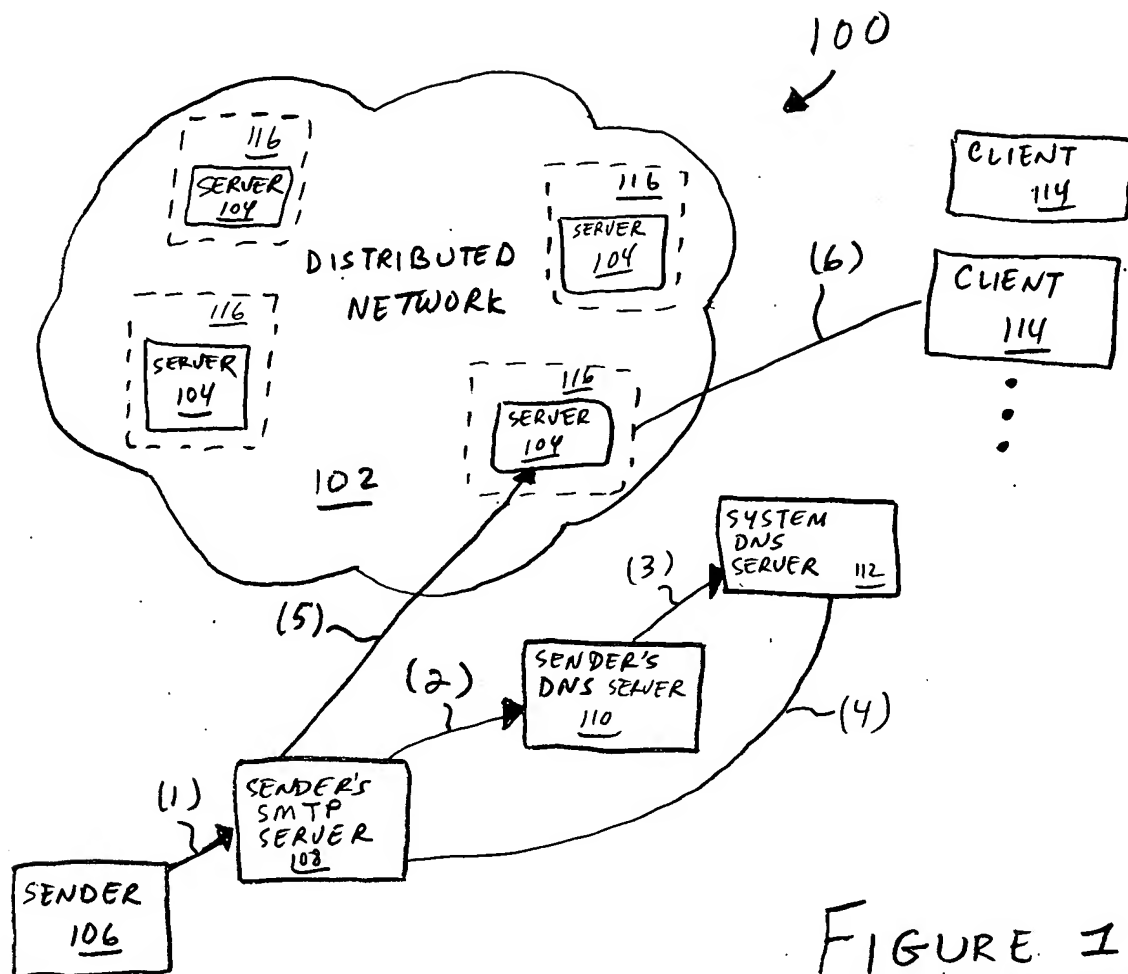 100
116
SERVER
104
116
SERVER
104
DISTRIBUTED
NETWORK
116
SERVER
104
116
SERVER
104
102
CLIENT
114
CLIENT
114
(6)
SYSTEM
DNS
SERVER 112
(3)
(5)
SENDER'S
DNS SERVER
110
(2)
(4)
SENDER'S
SMTP
SERVER
108
(1)
SENDER
106
FIGURE 1